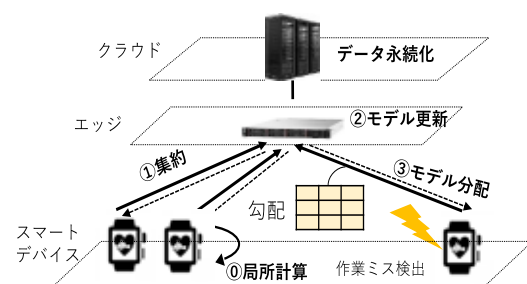 クラウド
データ永続化
エッジ
②モデル更新
①集約
③モデル分配
勾配
スマート
デバイス
⓪局所計算
作業ミス検出